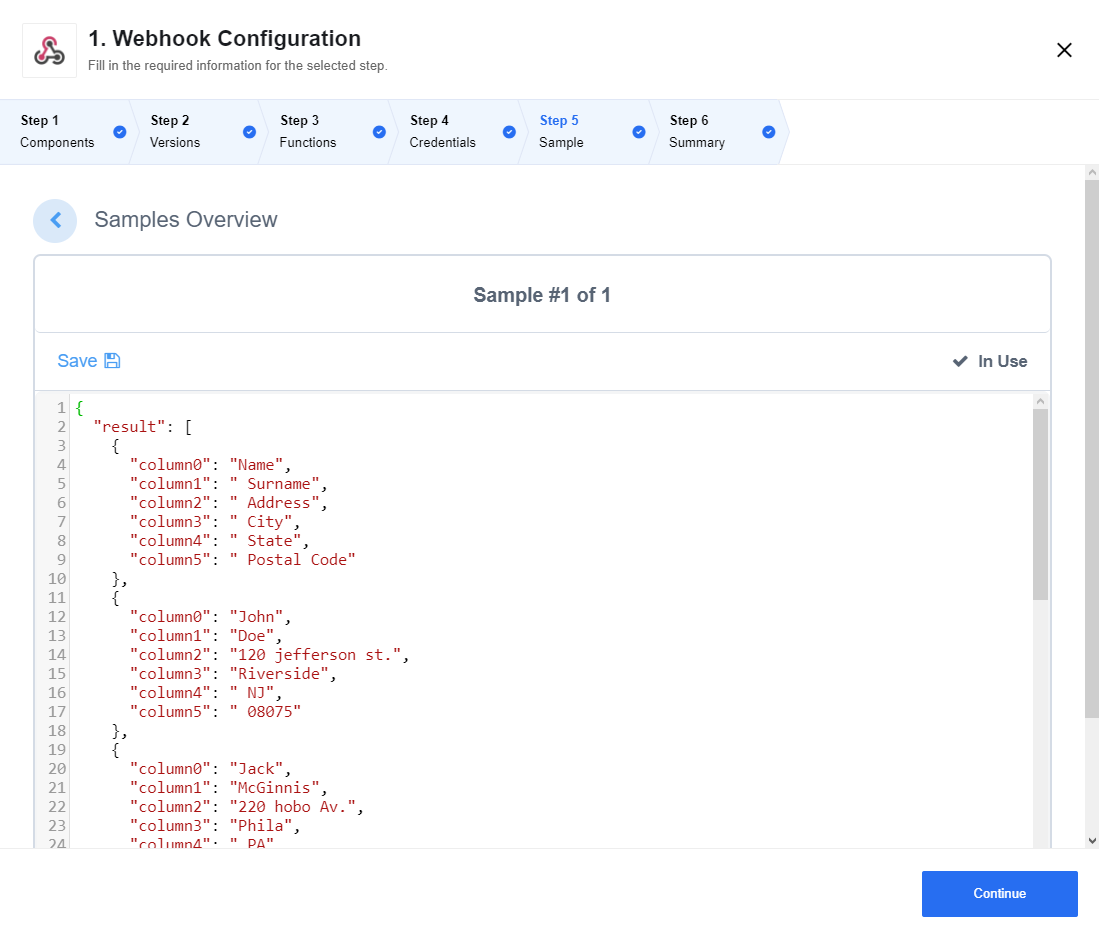 1. Webhook Configuration
Fill in the required information for the selected step.
Step 1
Components
Step 2
Versions
Step 3
Functions
Step 4
Credentials
Step 5
Sample
Step 6
Summary
Samples Overview
Sample #1 of 1
Save
In Use
1 {
2 "result": [
3 {
4 "column0": "Name",
5 "column1": " Surname",
6 "column2": " Address",
7 "column3": " City",
8 "column4": " State",
9 "column5": " Postal Code"
10 },
11 {
12 "column0": "John",
13 "column1": "Doe",
14 "column2": "120 jefferson st.",
15 "column3": "Riverside",
16 "column4": " NJ",
17 "column5": " 08075"
18 },
19 {
20 "column0": "Jack",
21 "column1": "McGinnis",
22 "column2": "220 hobo Av.",
23 "column3": "Phila",
24 "column4": " PA"
Continue